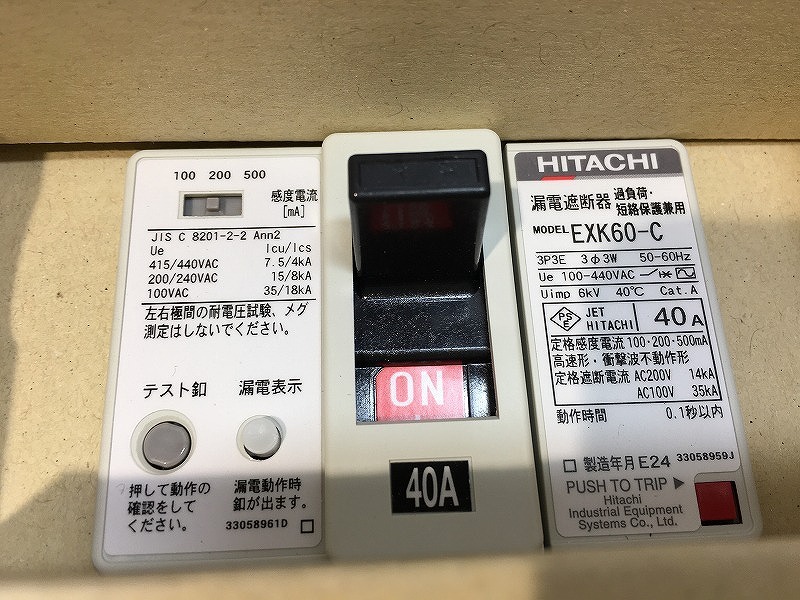 100 200 500
感度電流
[mA]
JIS C 8201-2-2 Ann2
Ue Icu/Ics
415/440VAC 7.5/4kA
200/240VAC 15/8kA
100VAC 35/18kA
左右極間の耐電圧試験、メグ
測定はしないでください。
テスト釦 漏電表示
押して動作の
確認をして
ください。
漏電動作時
釦が出ます。
33058961D
ON
40A
HITACHI
漏電遮断器
過負荷・
短絡保護兼用
MODEL EXK60-C
3P3E 3φ3W 50-60Hz
Ue 100-440VAC
Uimp 6kV 40℃ Cat.A
PS
E
JET
HITACHI
40A
定格感度電流100・200・500mA
高速形・衝撃波不動作形
定格遮断電流 AC200V 14kA
AC100V 35kA
動作時間 0.1秒以内
製造年月 E24 33058959J
PUSH TO TRIP ▶
Hitachi
Industrial Equipment
Systems Co., Ltd.